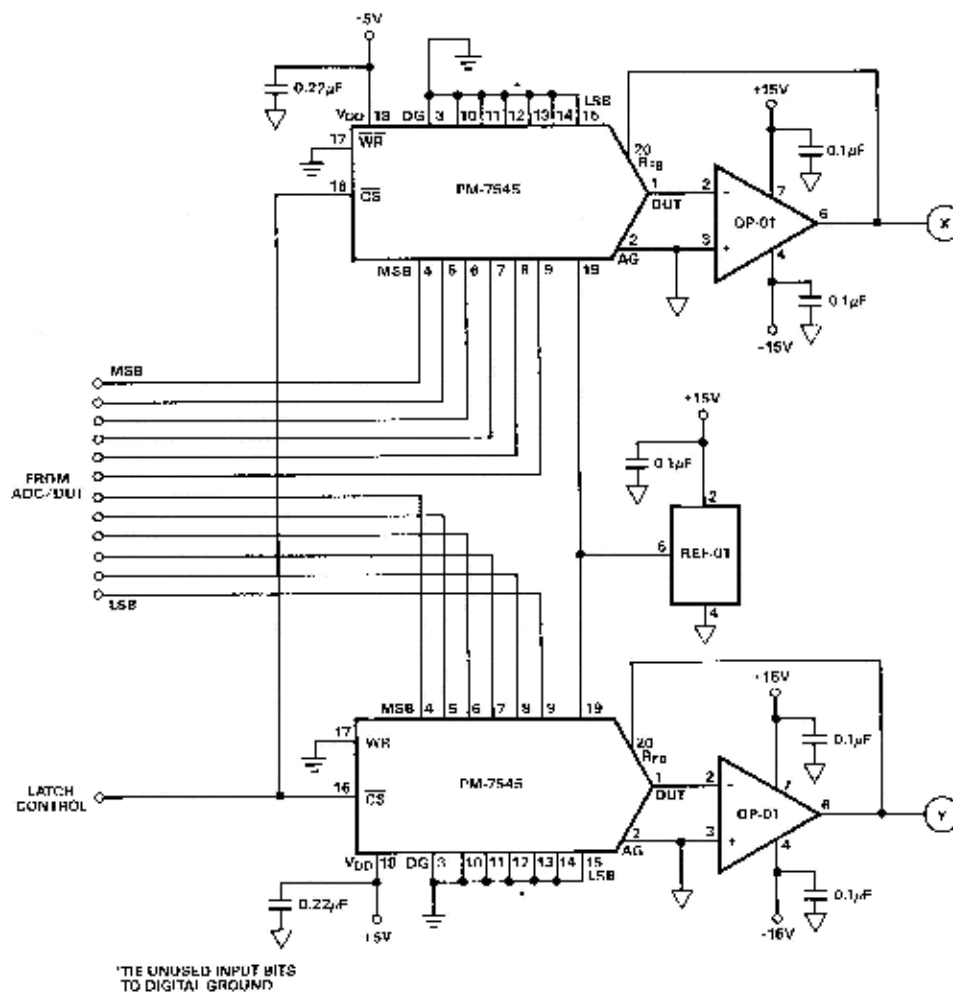 -5V
0.22µF
VDD 18 DG 3 10 11 12 * 13 14 15 LSB
17 WR
16 CS
PM-7545
20
RFB
1
OUT
2
AG
MSB 4 5 6 7 8 9 19
+15V
0.1µF
7
2 −
OP-01
6
3 +
4
0.1µF
-15V
X
MSB
FROM
ADC/DUT
LSB
+15V
0.1µF
2
6
REF-01
4
MSB 4 5 6 7 8 9 19
17 WR
16 CS
PM-7545
20
1
OUT
2
AG
VDD 18 DG 3 10 11 12 13 14 15
LSB
*
0.22µF
+5V
LATCH
CONTROL
0.1µF
7
2 −
OP-01
6
3 +
4
0.1µF
Y
*TIE UNUSED INPUT BITS
TO DIGITAL GROUND